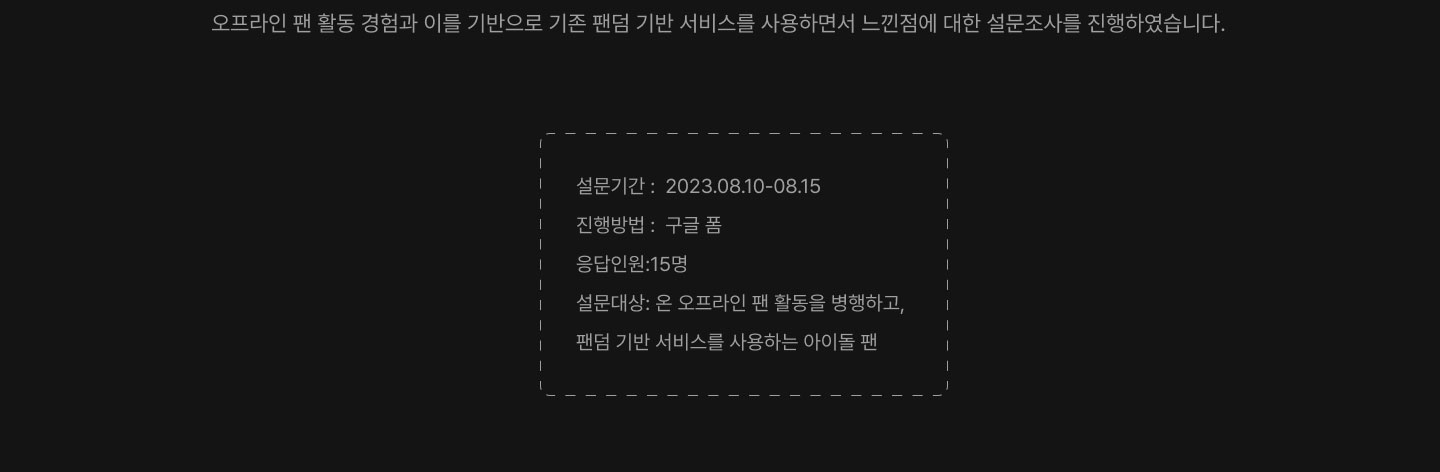 오프라인 팬 활동 경험과 이를 기반으로 기존 팬덤 기반 서비스를 사용하면서 느낀점에 대한 설문조사를 진행하였습니다.
설문기간 :  2023.08.10-08.15
진행방법 :  구글 폼
응답인원:15명
설문대상: 온 오프라인 팬 활동을 병행하고,
팬덤 기반 서비스를 사용하는 아이돌 팬